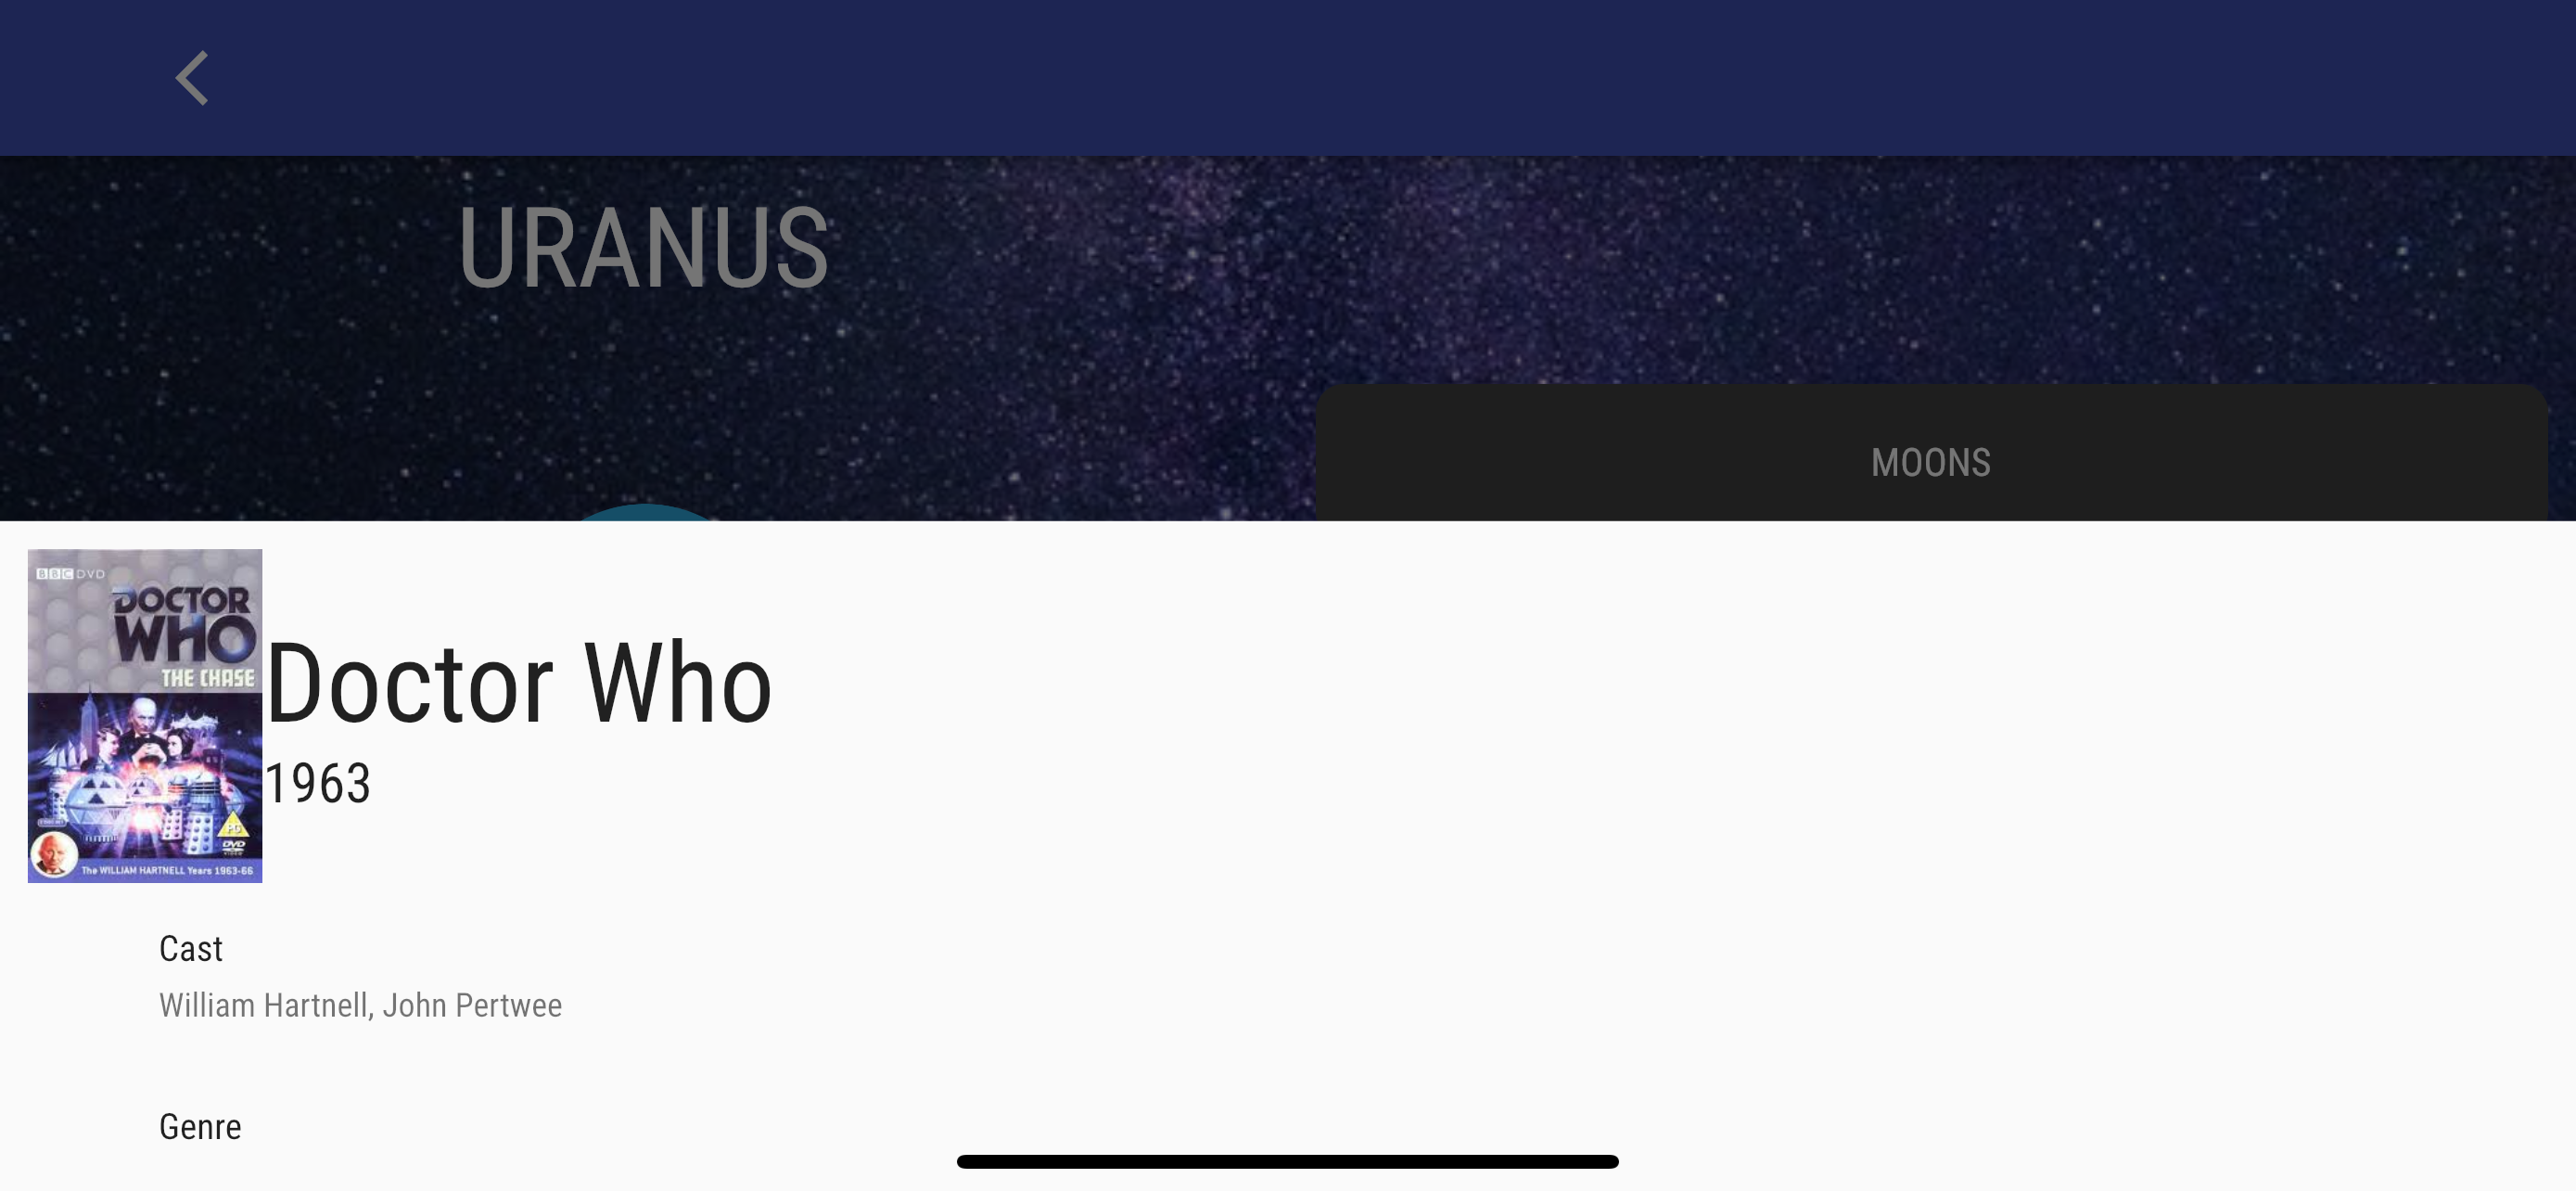 URANUS
MOONS
BBC DVD
DOCTOR
WHO
THE CHASE
Doctor Who
1963
PG
DVD
The WILLIAM HARTNELL Years 1963-66
Cast
William Hartnell, John Pertwee
Genre